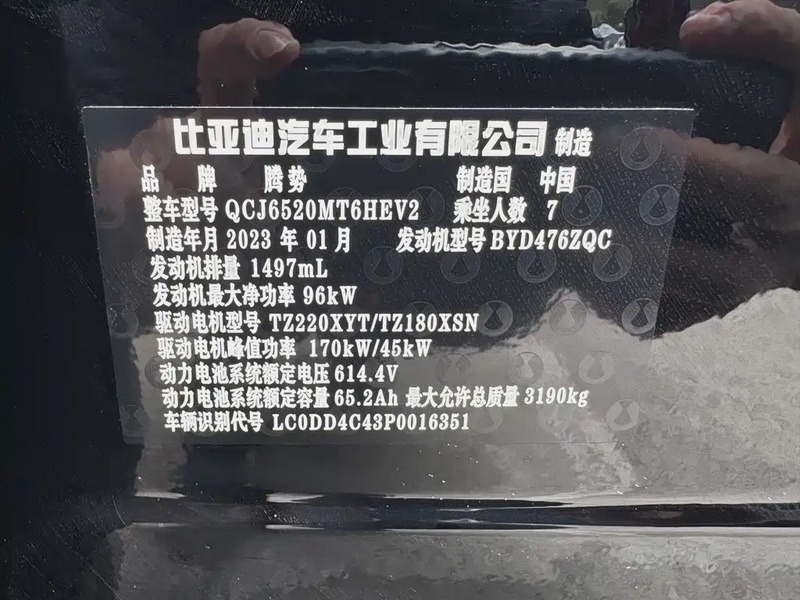 比亚迪汽车工业有限公司 制造
品 牌 腾势 制造国 中国
整车型号 QCJ6520MT6HEV2 乘坐人数 7
制造年月 2023 年 01 月 发动机型号 BYD476ZQC
发动机排量 1497mL
发动机最大净功率 96kW
驱动电机型号 TZ220XYT/TZ180XSN
驱动电机峰值功率 170kW/45kW
动力电池系统额定电压 614.4V
动力电池系统额定容量 65.2Ah 最大允许总质量 3190kg
车辆识别代号 LC0DD4C43P0016351